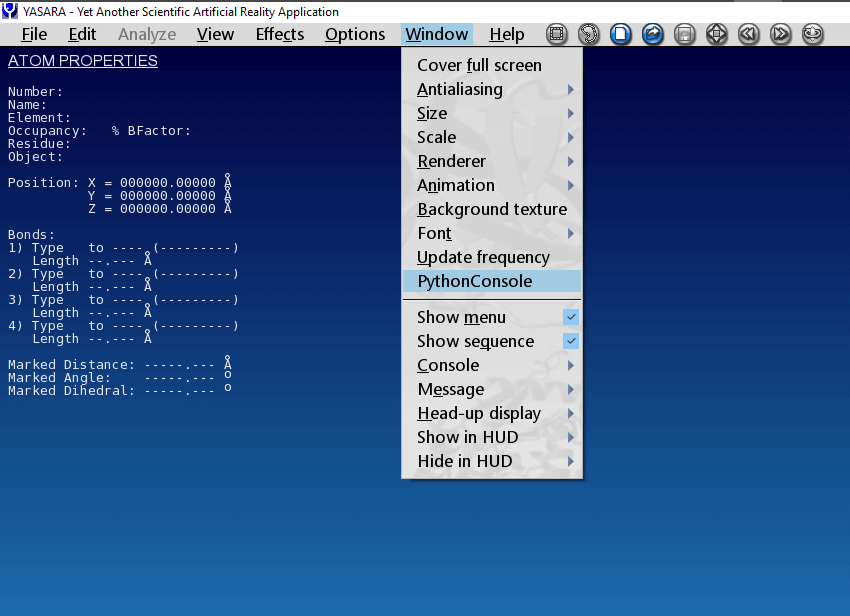 YASARA - Yet Another Scientific Artificial Reality Application
File Edit Analyze View Effects Options Window Help
ATOM PROPERTIES
Number:
Name:
Element:
Occupancy:   % BFactor:
Residue:
Object:
Position: X = 000000.00000 Å
Y = 000000.00000 Å
Z = 000000.00000 Å
Bonds:
1) Type   to ----.(---------)
Length --.--- Å
2) Type   to ----.(---------)
Length --.--- Å
3) Type   to ----.(---------)
Length --.--- Å
4) Type   to ----.(---------)
Length --.--- Å
Marked Distance: -----.--- Å
Marked Angle:    -----.--- o
Marked Dihedral: -----.--- o
Cover full screen
Antialiasing
Size
Scale
Renderer
Animation
Background texture
Font
Update frequency
PythonConsole
Show menu
Show sequence
Console
Message
Head-up display
Show in HUD
Hide in HUD